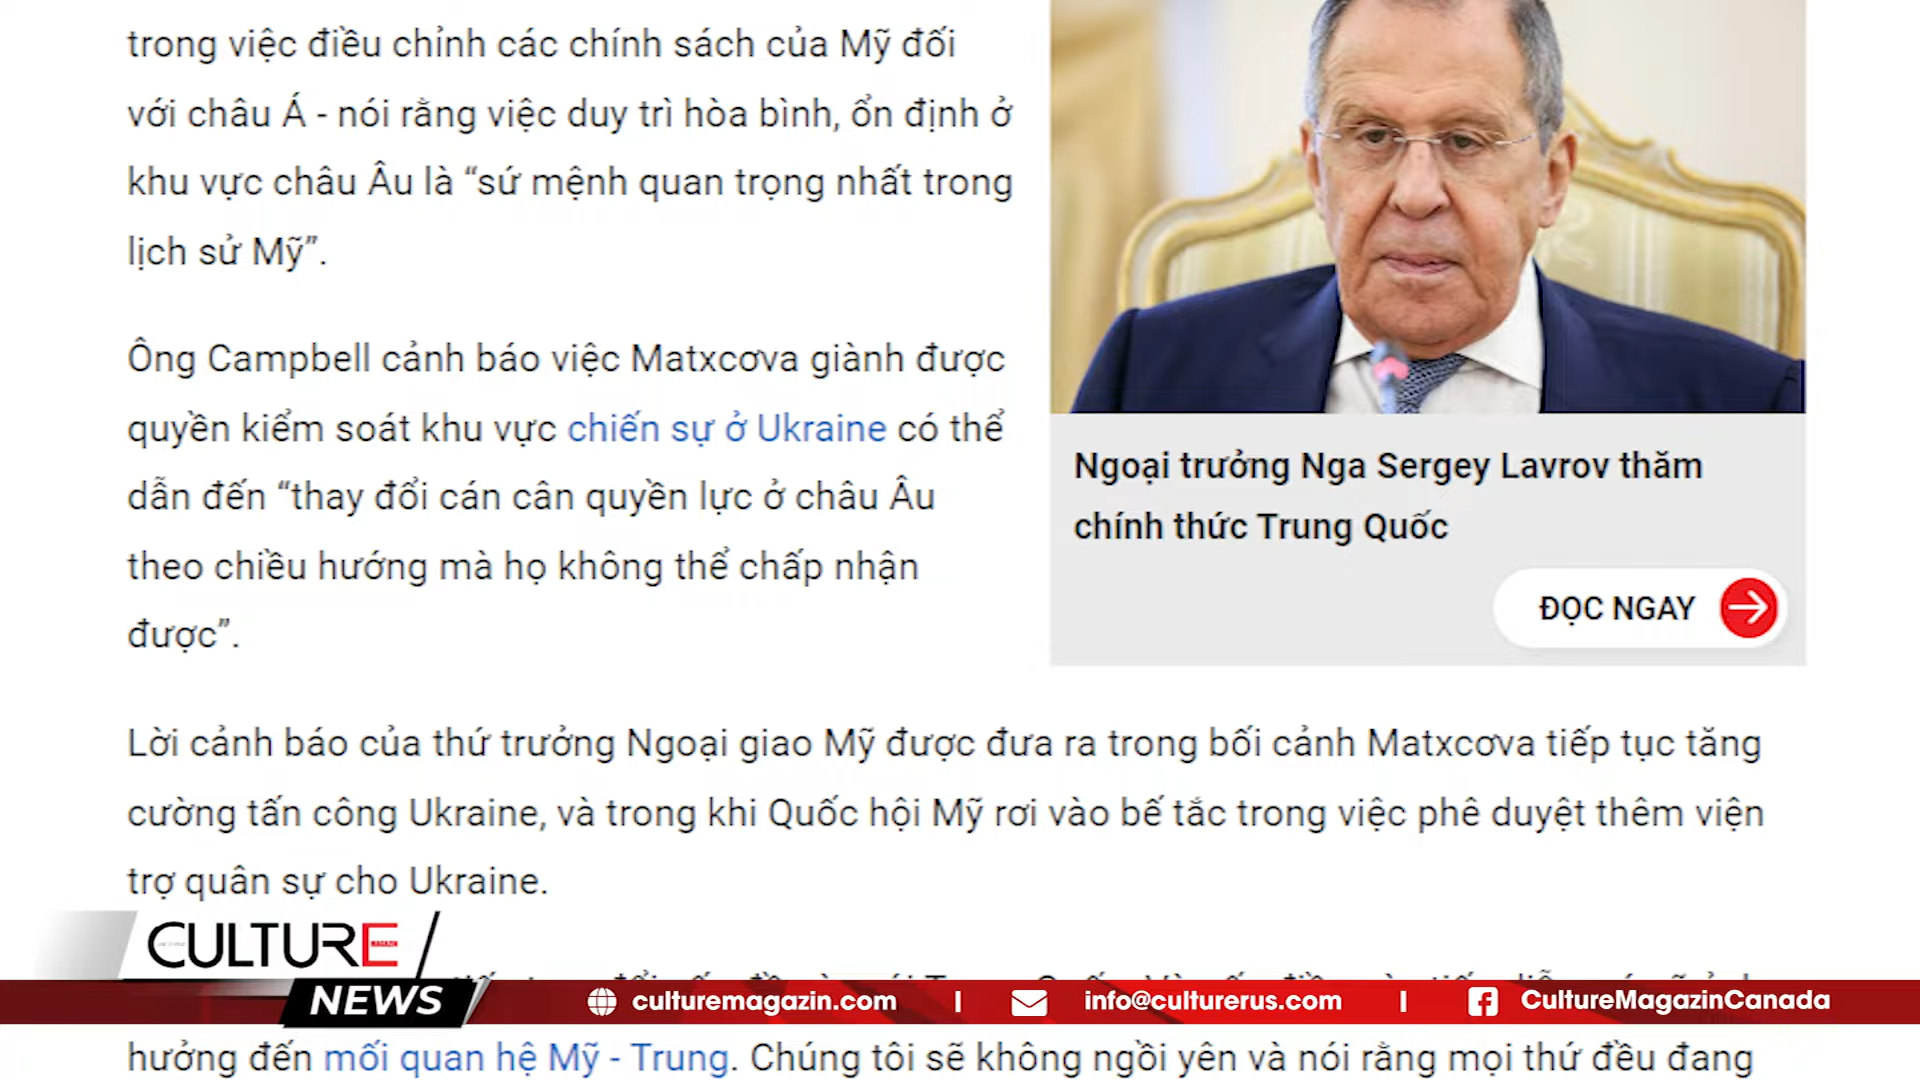 trong việc điều chỉnh các chính sách của Mỹ đối
với châu Á - nói rằng việc duy trì hòa bình, ổn định ở
khu vực châu Âu là “sứ mệnh quan trọng nhất trong
lịch sử Mỹ”.
Ông Campbell cảnh báo việc Matxcơva giành được
quyền kiểm soát khu vực chiến sự ở Ukraine có thể
dẫn đến “thay đổi cán cân quyền lực ở châu Âu
theo chiều hướng mà họ không thể chấp nhận
được”.
Ngoại trưởng Nga Sergey Lavrov thăm
chính thức Trung Quốc
ĐỌC NGAY
Lời cảnh báo của thứ trưởng Ngoại giao Mỹ được đưa ra trong bối cảnh Matxcơva tiếp tục tăng
cường tấn công Ukraine, và trong khi Quốc hội Mỹ rơi vào bế tắc trong việc phê duyệt thêm viện
trợ quân sự cho Ukraine.
CULTURE
MAGAZIN
NEWS
culturemagazin.com | info@culturerus.com | CultureMagazinCanada
hưởng đến mối quan hệ Mỹ - Trung. Chúng tôi sẽ không ngồi yên và nói rằng mọi thứ đều đang